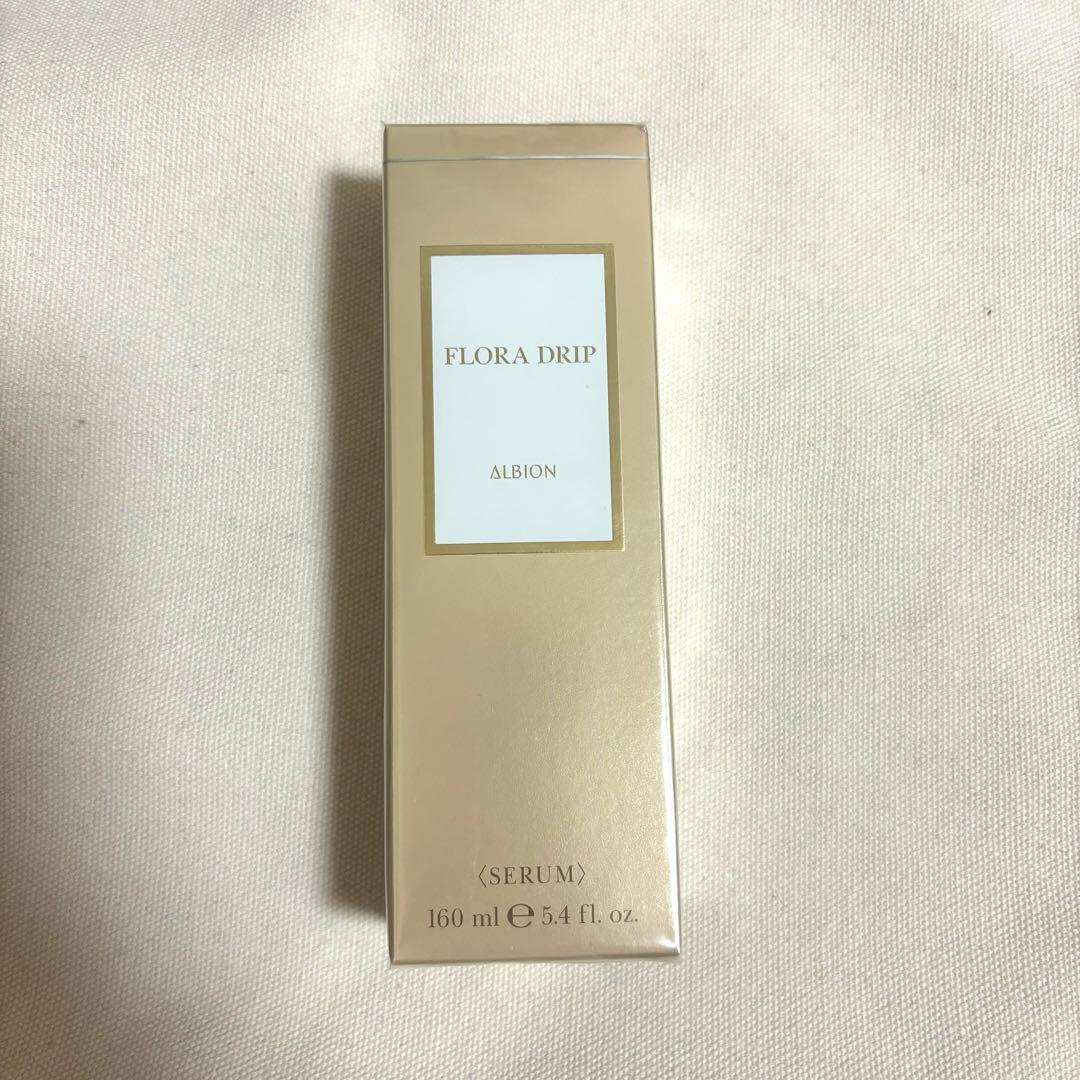 FLORA DRIP
ALBION
〈SERUM〉
160 ml ℮ 5.4 fl. oz.